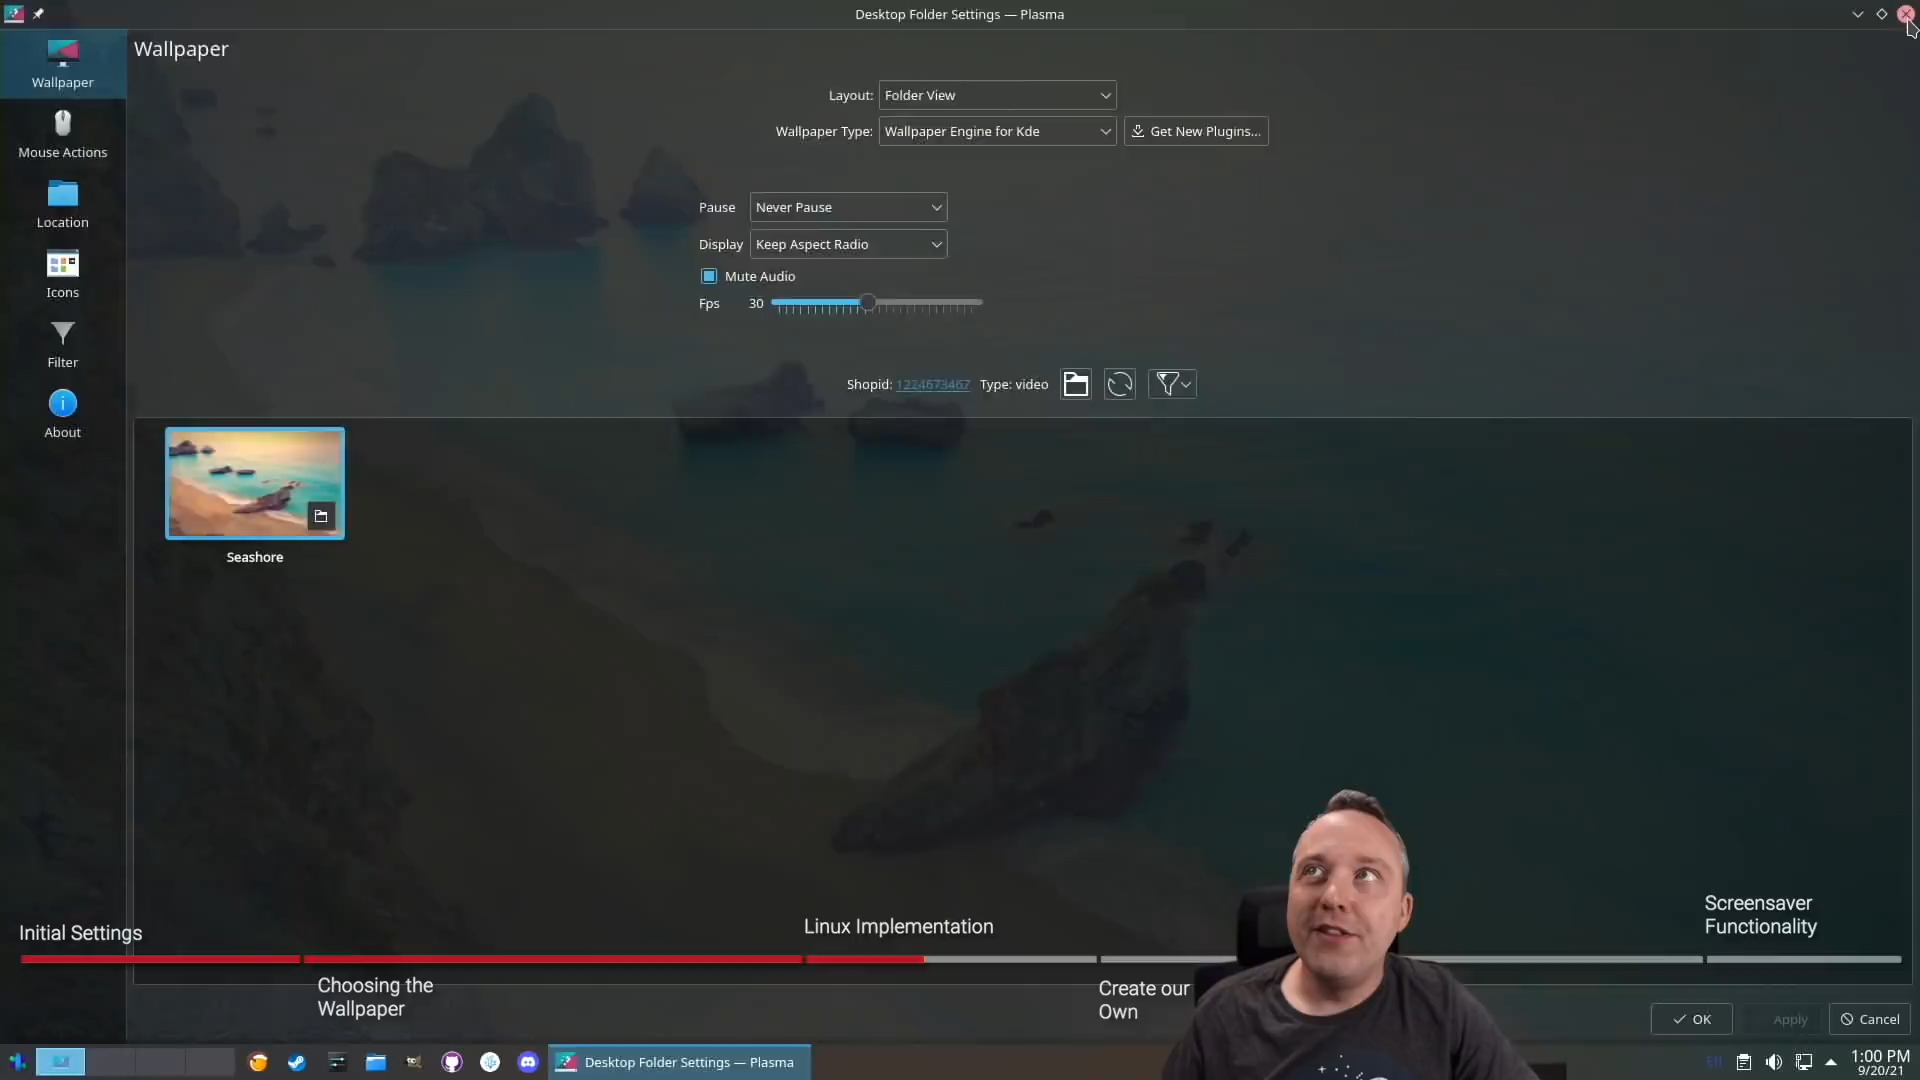 Desktop Folder Settings — Plasma
Wallpaper
Wallpaper
Mouse Actions
Location
Icons
Filter
About
Layout: Folder View
Wallpaper Type: Wallpaper Engine for Kde Get New Plugins...
Pause Never Pause
Display Keep Aspect Radio
Mute Audio
Fps 30
Shopid: 1224673467 Type: video
Seashore
Initial Settings
Choosing the
Wallpaper
Linux Implementation
Create our
Own
Screensaver
Functionality
OK Apply Cancel
Desktop Folder Settings — Plasma
EN
1:00 PM
9/20/21